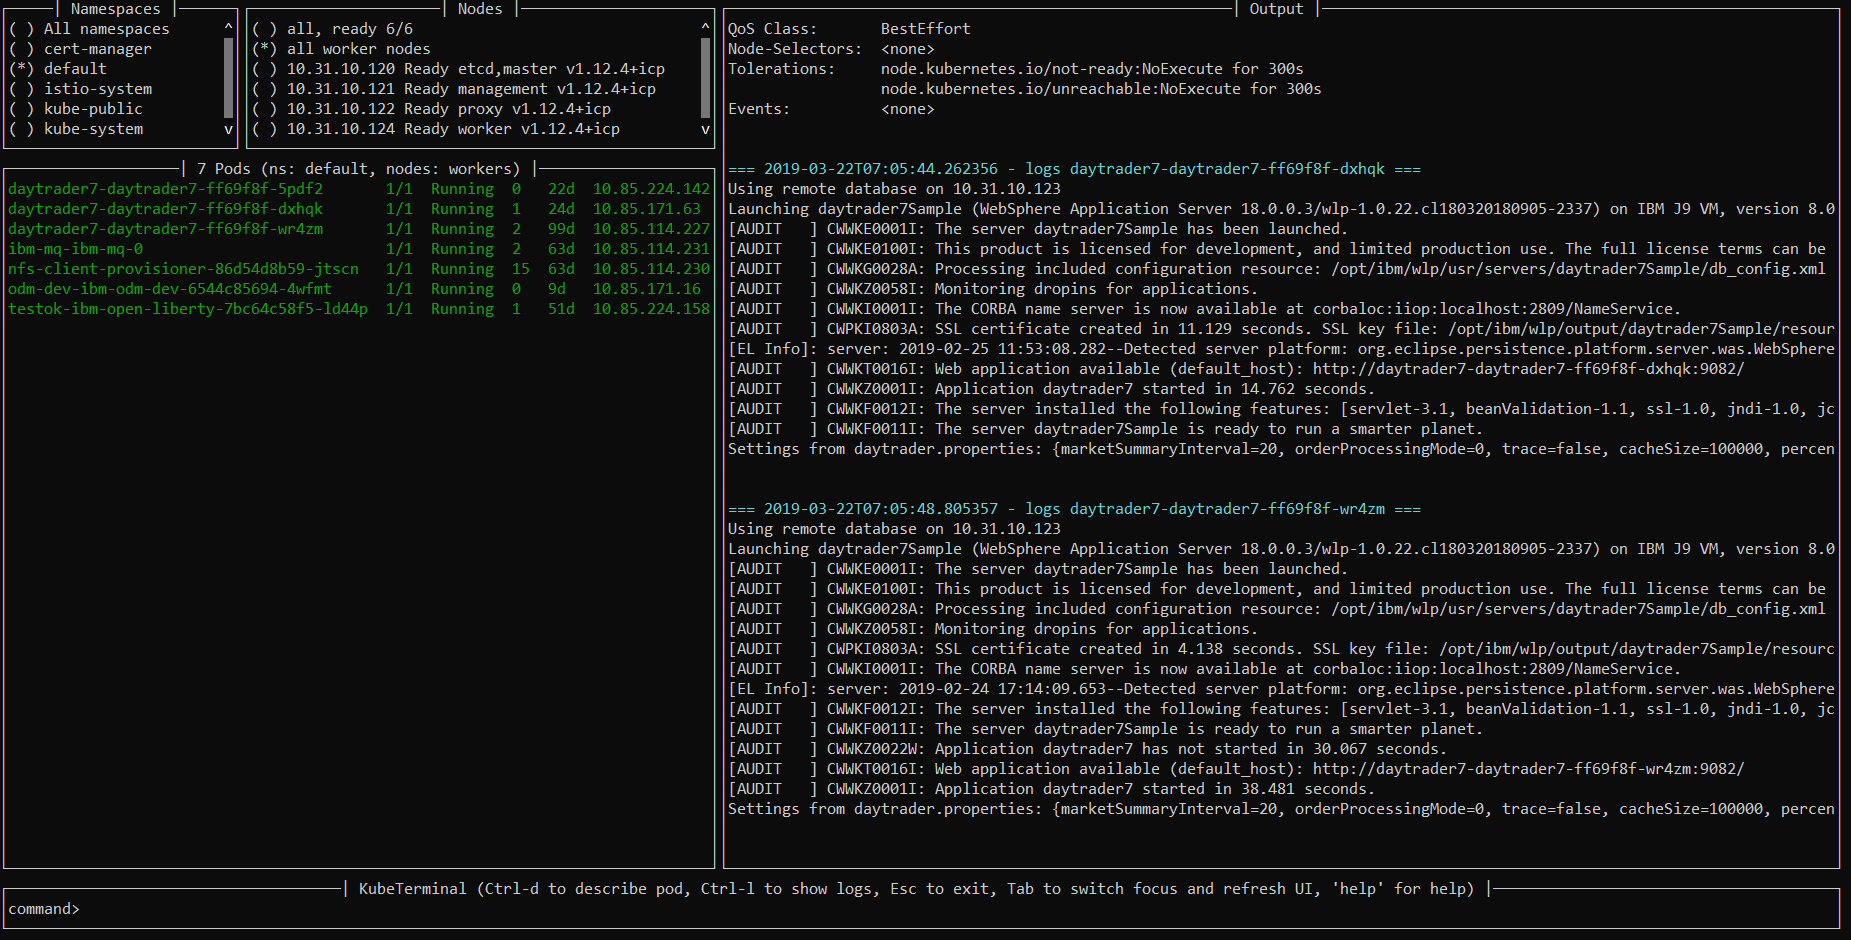 Namespaces
( ) All namespaces ^
( ) cert-manager
(*) default
( ) istio-system
( ) kube-public
( ) kube-system v
Nodes
( ) all, ready 6/6 ^
(*) all worker nodes
( ) 10.31.10.120 Ready etcd,master v1.12.4+icp
( ) 10.31.10.121 Ready management v1.12.4+icp
( ) 10.31.10.122 Ready proxy v1.12.4+icp
( ) 10.31.10.124 Ready worker v1.12.4+icp v
7 Pods (ns: default, nodes: workers)
daytrader7-daytrader7-ff69f8f-5pdf2 1/1 Running 0 22d 10.85.224.142
daytrader7-daytrader7-ff69f8f-dxhqk 1/1 Running 1 24d 10.85.171.63
daytrader7-daytrader7-ff69f8f-wr4zm 1/1 Running 2 99d 10.85.114.227
ibm-mq-ibm-mq-0 1/1 Running 2 63d 10.85.114.231
nfs-client-provisioner-86d54d8b59-jtscn 1/1 Running 15 63d 10.85.114.230
odm-dev-ibm-odm-dev-6544c85694-4wfmt 1/1 Running 0 9d 10.85.171.16
testok-ibm-open-liberty-7bc64c58f5-ld44p 1/1 Running 1 51d 10.85.224.158
Output
QoS Class: BestEffort
Node-Selectors: <none>
Tolerations: node.kubernetes.io/not-ready:NoExecute for 300s
node.kubernetes.io/unreachable:NoExecute for 300s
Events: <none>
=== 2019-03-22T07:05:44.262356 - logs daytrader7-daytrader7-ff69f8f-dxhqk ===
Using remote database on 10.31.10.123
Launching daytrader7Sample (WebSphere Application Server 18.0.0.3/wlp-1.0.22.cl180320180905-2337) on IBM J9 VM, version 8.0
[AUDIT ] CWWKE0001I: The server daytrader7Sample has been launched.
[AUDIT ] CWWKE0100I: This product is licensed for development, and limited production use. The full license terms can be
[AUDIT ] CWWKG0028A: Processing included configuration resource: /opt/ibm/wlp/usr/servers/daytrader7Sample/db_config.xml
[AUDIT ] CWWKZ0058I: Monitoring dropins for applications.
[AUDIT ] CWWKI0001I: The CORBA name server is now available at corbaloc:iiop:localhost:2809/NameService.
[AUDIT ] CWPKI0803A: SSL certificate created in 11.129 seconds. SSL key file: /opt/ibm/wlp/output/daytrader7Sample/resour
[EL Info]: server: 2019-02-25 11:53:08.282--Detected server platform: org.eclipse.persistence.platform.server.was.WebSphere
[AUDIT ] CWWKT0016I: Web application available (default_host): http://daytrader7-daytrader7-ff69f8f-dxhqk:9082/
[AUDIT ] CWWKZ0001I: Application daytrader7 started in 14.762 seconds.
[AUDIT ] CWWKF0012I: The server installed the following features: [servlet-3.1, beanValidation-1.1, ssl-1.0, jndi-1.0, jc
[AUDIT ] CWWKF0011I: The server daytrader7Sample is ready to run a smarter planet.
Settings from daytrader.properties: {marketSummaryInterval=20, orderProcessingMode=0, trace=false, cacheSize=100000, percen
=== 2019-03-22T07:05:48.805357 - logs daytrader7-daytrader7-ff69f8f-wr4zm ===
Using remote database on 10.31.10.123
Launching daytrader7Sample (WebSphere Application Server 18.0.0.3/wlp-1.0.22.cl180320180905-2337) on IBM J9 VM, version 8.0
[AUDIT ] CWWKE0001I: The server daytrader7Sample has been launched.
[AUDIT ] CWWKE0100I: This product is licensed for development, and limited production use. The full license terms can be
[AUDIT ] CWWKG0028A: Processing included configuration resource: /opt/ibm/wlp/usr/servers/daytrader7Sample/db_config.xml
[AUDIT ] CWWKZ0058I: Monitoring dropins for applications.
[AUDIT ] CWPKI0803A: SSL certificate created in 4.138 seconds. SSL key file: /opt/ibm/wlp/output/daytrader7Sample/resourc
[AUDIT ] CWWKI0001I: The CORBA name server is now available at corbaloc:iiop:localhost:2809/NameService.
[EL Info]: server: 2019-02-24 17:14:09.653--Detected server platform: org.eclipse.persistence.platform.server.was.WebSphere
[AUDIT ] CWWKF0012I: The server installed the following features: [servlet-3.1, beanValidation-1.1, ssl-1.0, jndi-1.0, jc
[AUDIT ] CWWKF0011I: The server daytrader7Sample is ready to run a smarter planet.
[AUDIT ] CWWKZ0022W: Application daytrader7 has not started in 30.067 seconds.
[AUDIT ] CWWKT0016I: Web application available (default_host): http://daytrader7-daytrader7-ff69f8f-wr4zm:9082/
[AUDIT ] CWWKZ0001I: Application daytrader7 started in 38.481 seconds.
Settings from daytrader.properties: {marketSummaryInterval=20, orderProcessingMode=0, trace=false, cacheSize=100000, percen
KubeTerminal (Ctrl-d to describe pod, Ctrl-l to show logs, Esc to exit, Tab to switch focus and refresh UI, 'help' for help)
command>